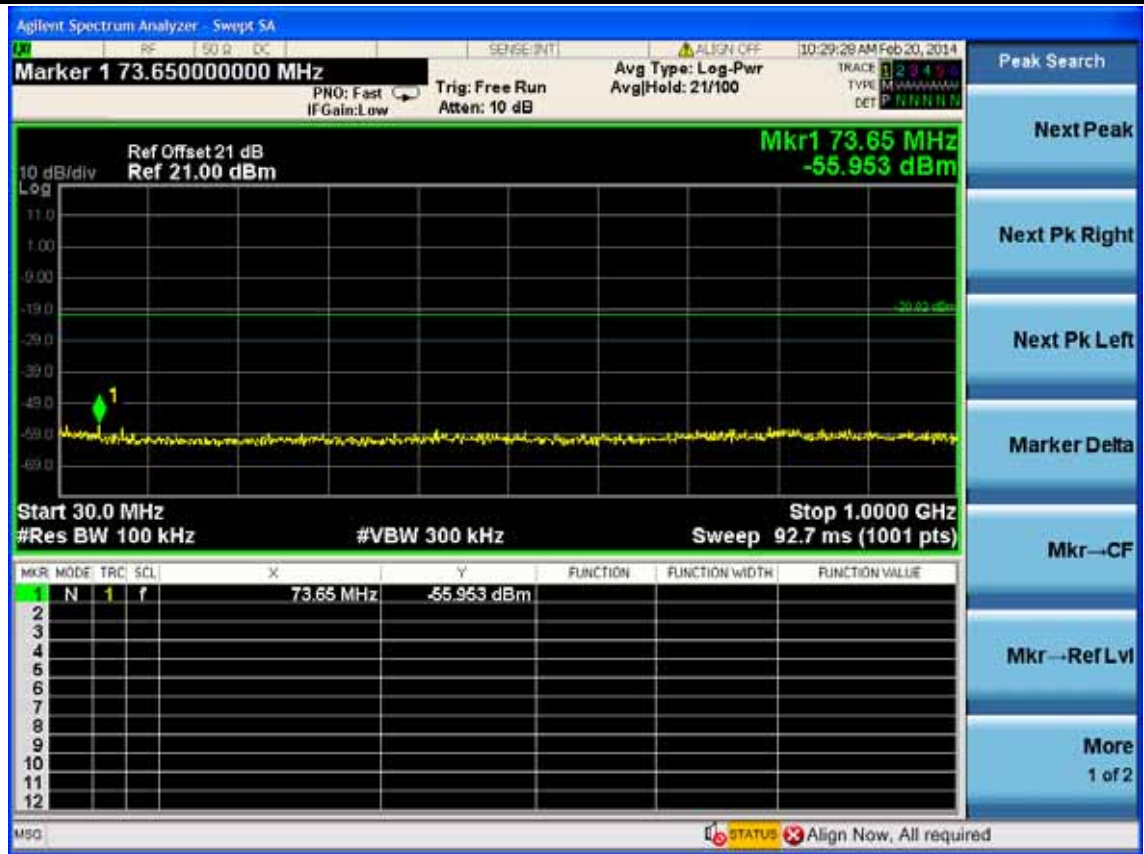 Agilent Spectrum Analyzer - Swept SA
RF 50 Ω DC SENSE:INT ALIGN OFF 10:29:28 AM Feb 20, 2014
Marker 1 73.650000000 MHz
PNO: Fast
IFGain:Low
Trig: Free Run
Atten: 10 dB
Avg Type: Log-Pwr
Avg|Hold: 21/100
TRACE 1 2 3 4 5 6
TYPE M
DET P N N N N N
Peak Search
Mkr1 73.65 MHz
-55.953 dBm
Ref Offset 21 dB
10 dB/div Ref 21.00 dBm
Log
11.0
1.00
-9.00
-19.0
-20.02 dBm
-29.0
-39.0
-49.0
-59.0
-69.0
1
Start 30.0 MHz Stop 1.0000 GHz
#Res BW 100 kHz #VBW 300 kHz Sweep 92.7 ms (1001 pts)
MKR MODE TRC SCL X Y FUNCTION FUNCTION WIDTH FUNCTION VALUE
1 N 1 f 73.65 MHz -55.953 dBm
2
3
4
5
6
7
8
9
10
11
12
Next Peak
Next Pk Right
Next Pk Left
Marker Delta
Mkr→CF
Mkr→Ref Lvl
More
1 of 2
MSG STATUS Align Now, All required